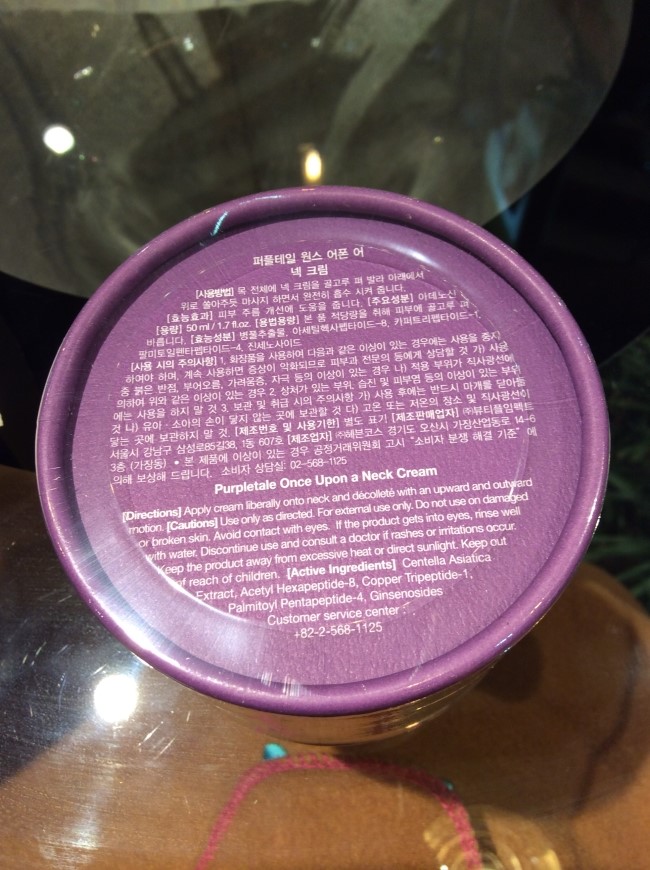 퍼플테일 원스 어폰 어
넥 크림
[사용방법] 목 전체에 넥 크림을 골고루 펴 발라 아래에서
위로 쓸어주듯 마사지 하면서 완전히 흡수 시켜 줍니다.
[효능효과] 피부 주름 개선에 도움을 준다. [주요성분] 아데노신
[용량] 50 ml / 1.7 fl.oz. [용법용량] 본 품 적당량을 취해 피부에 골고루 펴
바릅니다. [효능성분] 병풀추출물, 아세틸헥사펩타이드-8, 카퍼트리펩타이드-1,
팔미토일펜타펩타이드-4, 진세노사이드
[사용 시의 주의사항] 1. 화장품을 사용하여 다음과 같은 이상이 있는 경우에는 사용을 중지
하여야 하며, 계속 사용하면 증상이 악화되므로 피부과 전문의 등에게 상담할 것 가) 사용
중 붉은 반점, 부어오름, 가려움증, 자극 등의 이상이 있는 경우 나) 적용 부위가 직사광선에
의하여 위와 같은 이상이 있는 경우 2. 상처가 있는 부위, 습진 및 피부염 등의 이상이 있는 부위
에는 사용을 하지 말 것 3. 보관 및 취급 시의 주의사항 가) 사용 후에는 반드시 마개를 닫아둘
것 나) 유아·소아의 손이 닿지 않는 곳에 보관할 것 다) 고온 또는 저온의 장소 및 직사광선이
닿는 곳에 보관하지 말 것. [제조번호 및 사용기한] 별도 표기 [제조판매업자] ㈜뷰티플임팩트
서울시 강남구 삼성로85길38, 1동 607호 [제조업자] ㈜헤븐코스 경기도 오산시 가장산업동로 14-6
3층 (가장동) • 본 제품에 이상이 있는 경우 공정거래위원회 고시 "소비자 분쟁 해결 기준" 에
의해 보상해 드립니다. 소비자 상담실: 02-568-1125
Purpletale Once Upon a Neck Cream
[Directions] Apply cream liberally onto neck and décolleté with an upward and outward
motion. [Cautions] Use only as directed. For external use only. Do not use on damaged
or broken skin. Avoid contact with eyes. If the product gets into eyes, rinse well
with water. Discontinue use and consult a doctor if rashes or irritations occur.
Keep the product away from excessive heat or direct sunlight. Keep out
of reach of children. [Active Ingredients] Centella Asiatica
Extract, Acetyl Hexapeptide-8, Copper Tripeptide-1,
Palmitoyl Pentapeptide-4, Ginsenosides
Customer service center :
+82-2-568-1125